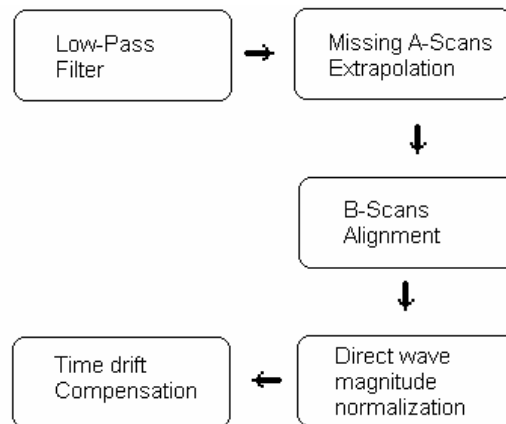 Low-Pass
Filter
Missing A-Scans
Extrapolation
B-Scans
Alignment
Direct wave
magnitude
normalization
Time drift
Compensation